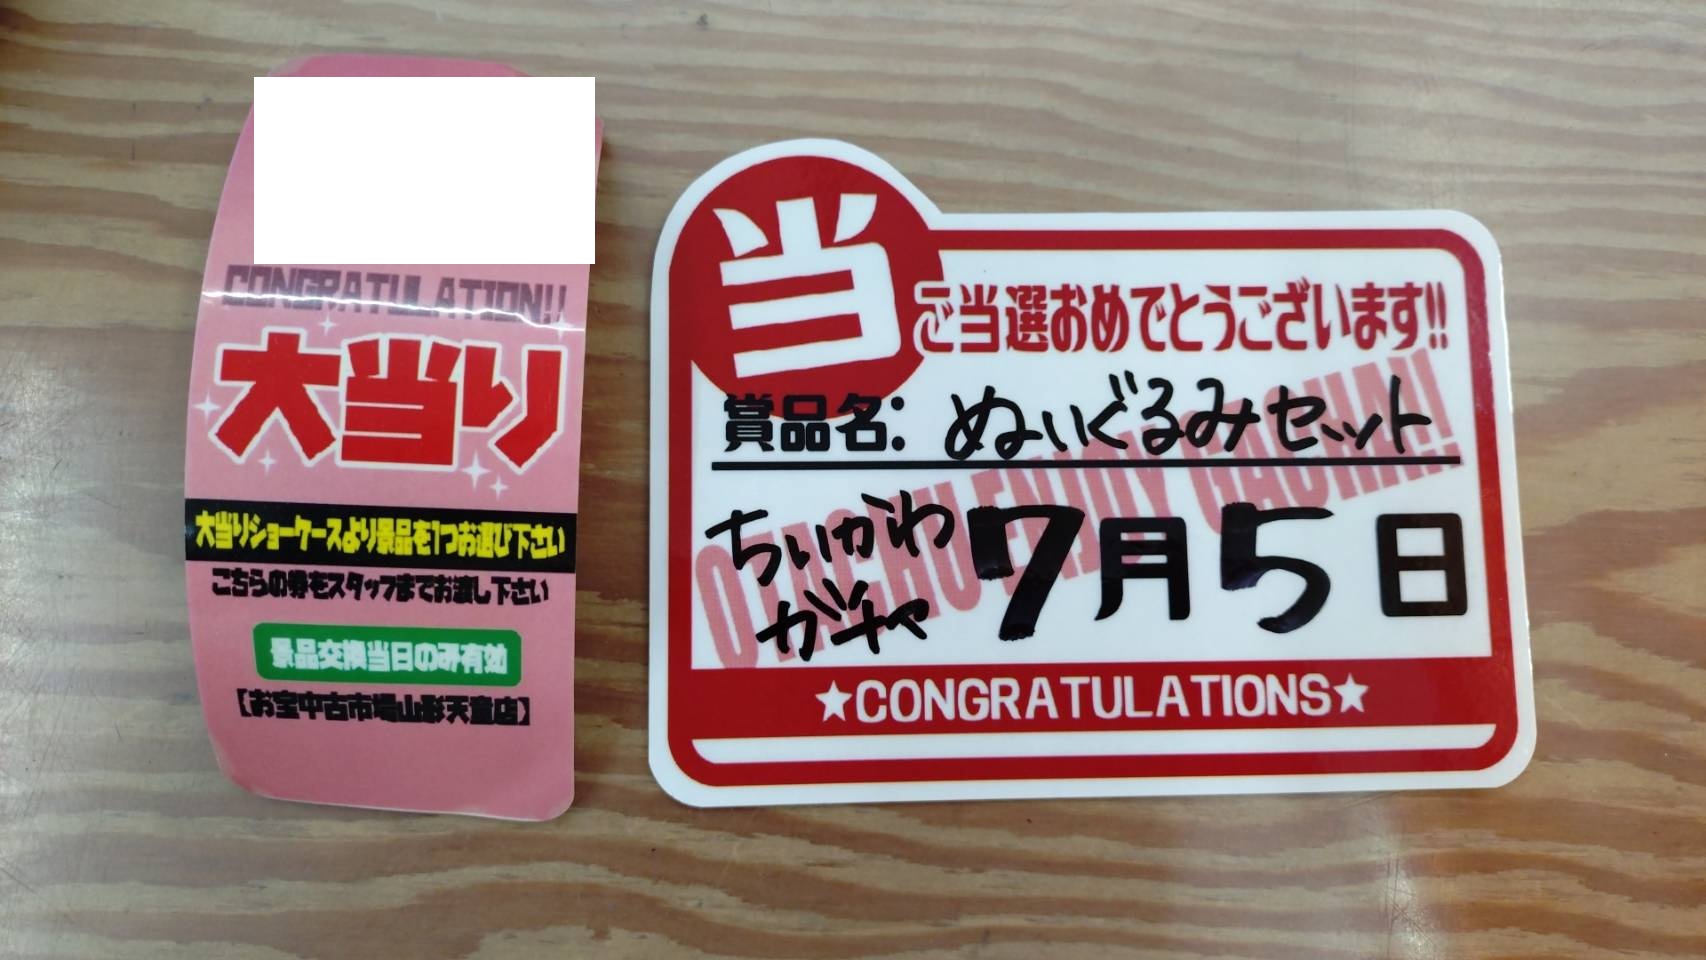 CONGRATULATION!!
大当り
大当りショーケースより景品を1つお選び下さい
こちらの券をスタッフまでお渡し下さい
景品交換当日のみ有効
【お宝中古市場山形天童店】
当
ご当選おめでとうございます!!
賞品名: ぬいぐるみセット
ちいかわ
ガチャ
7月5日
OTACHU ENJOY GACHA!!
★CONGRATULATIONS★